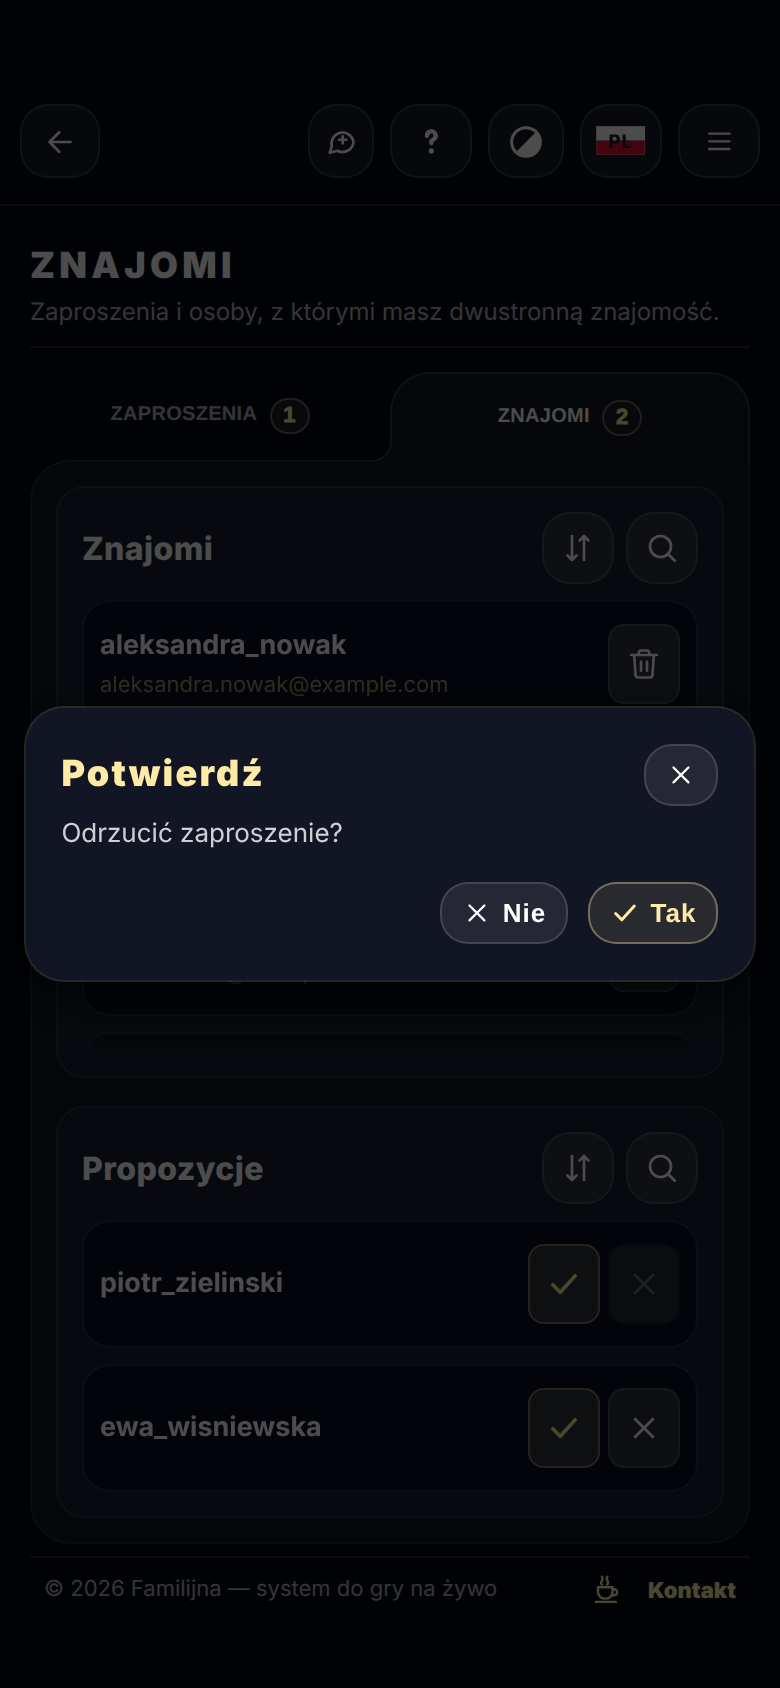 ?
PL
ZNAJOMI
Zaproszenia i osoby, z którymi masz dwustronną znajomość.
ZAPROSZENIA 1
ZNAJOMI 2
Znajomi
aleksandra_nowak
aleksandra.nowak@example.com
Potwierdź
Odrzucić zaproszenie?
Nie
Tak
Propozycje
piotr_zielinski
ewa_wisniewska
© 2026 Familijna — system do gry na żywo
Kontakt